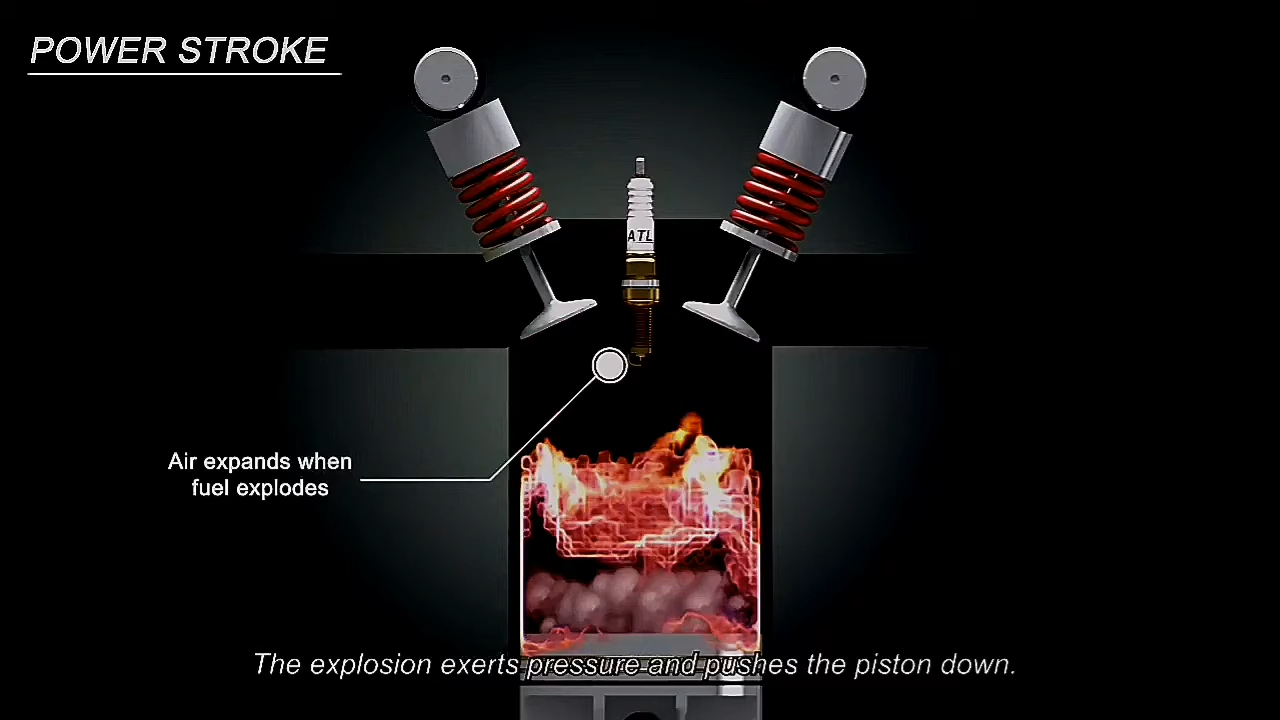 POWER STROKE
ATL
Air expands when
fuel explodes
The explosion exerts pressure and pushes the piston down.